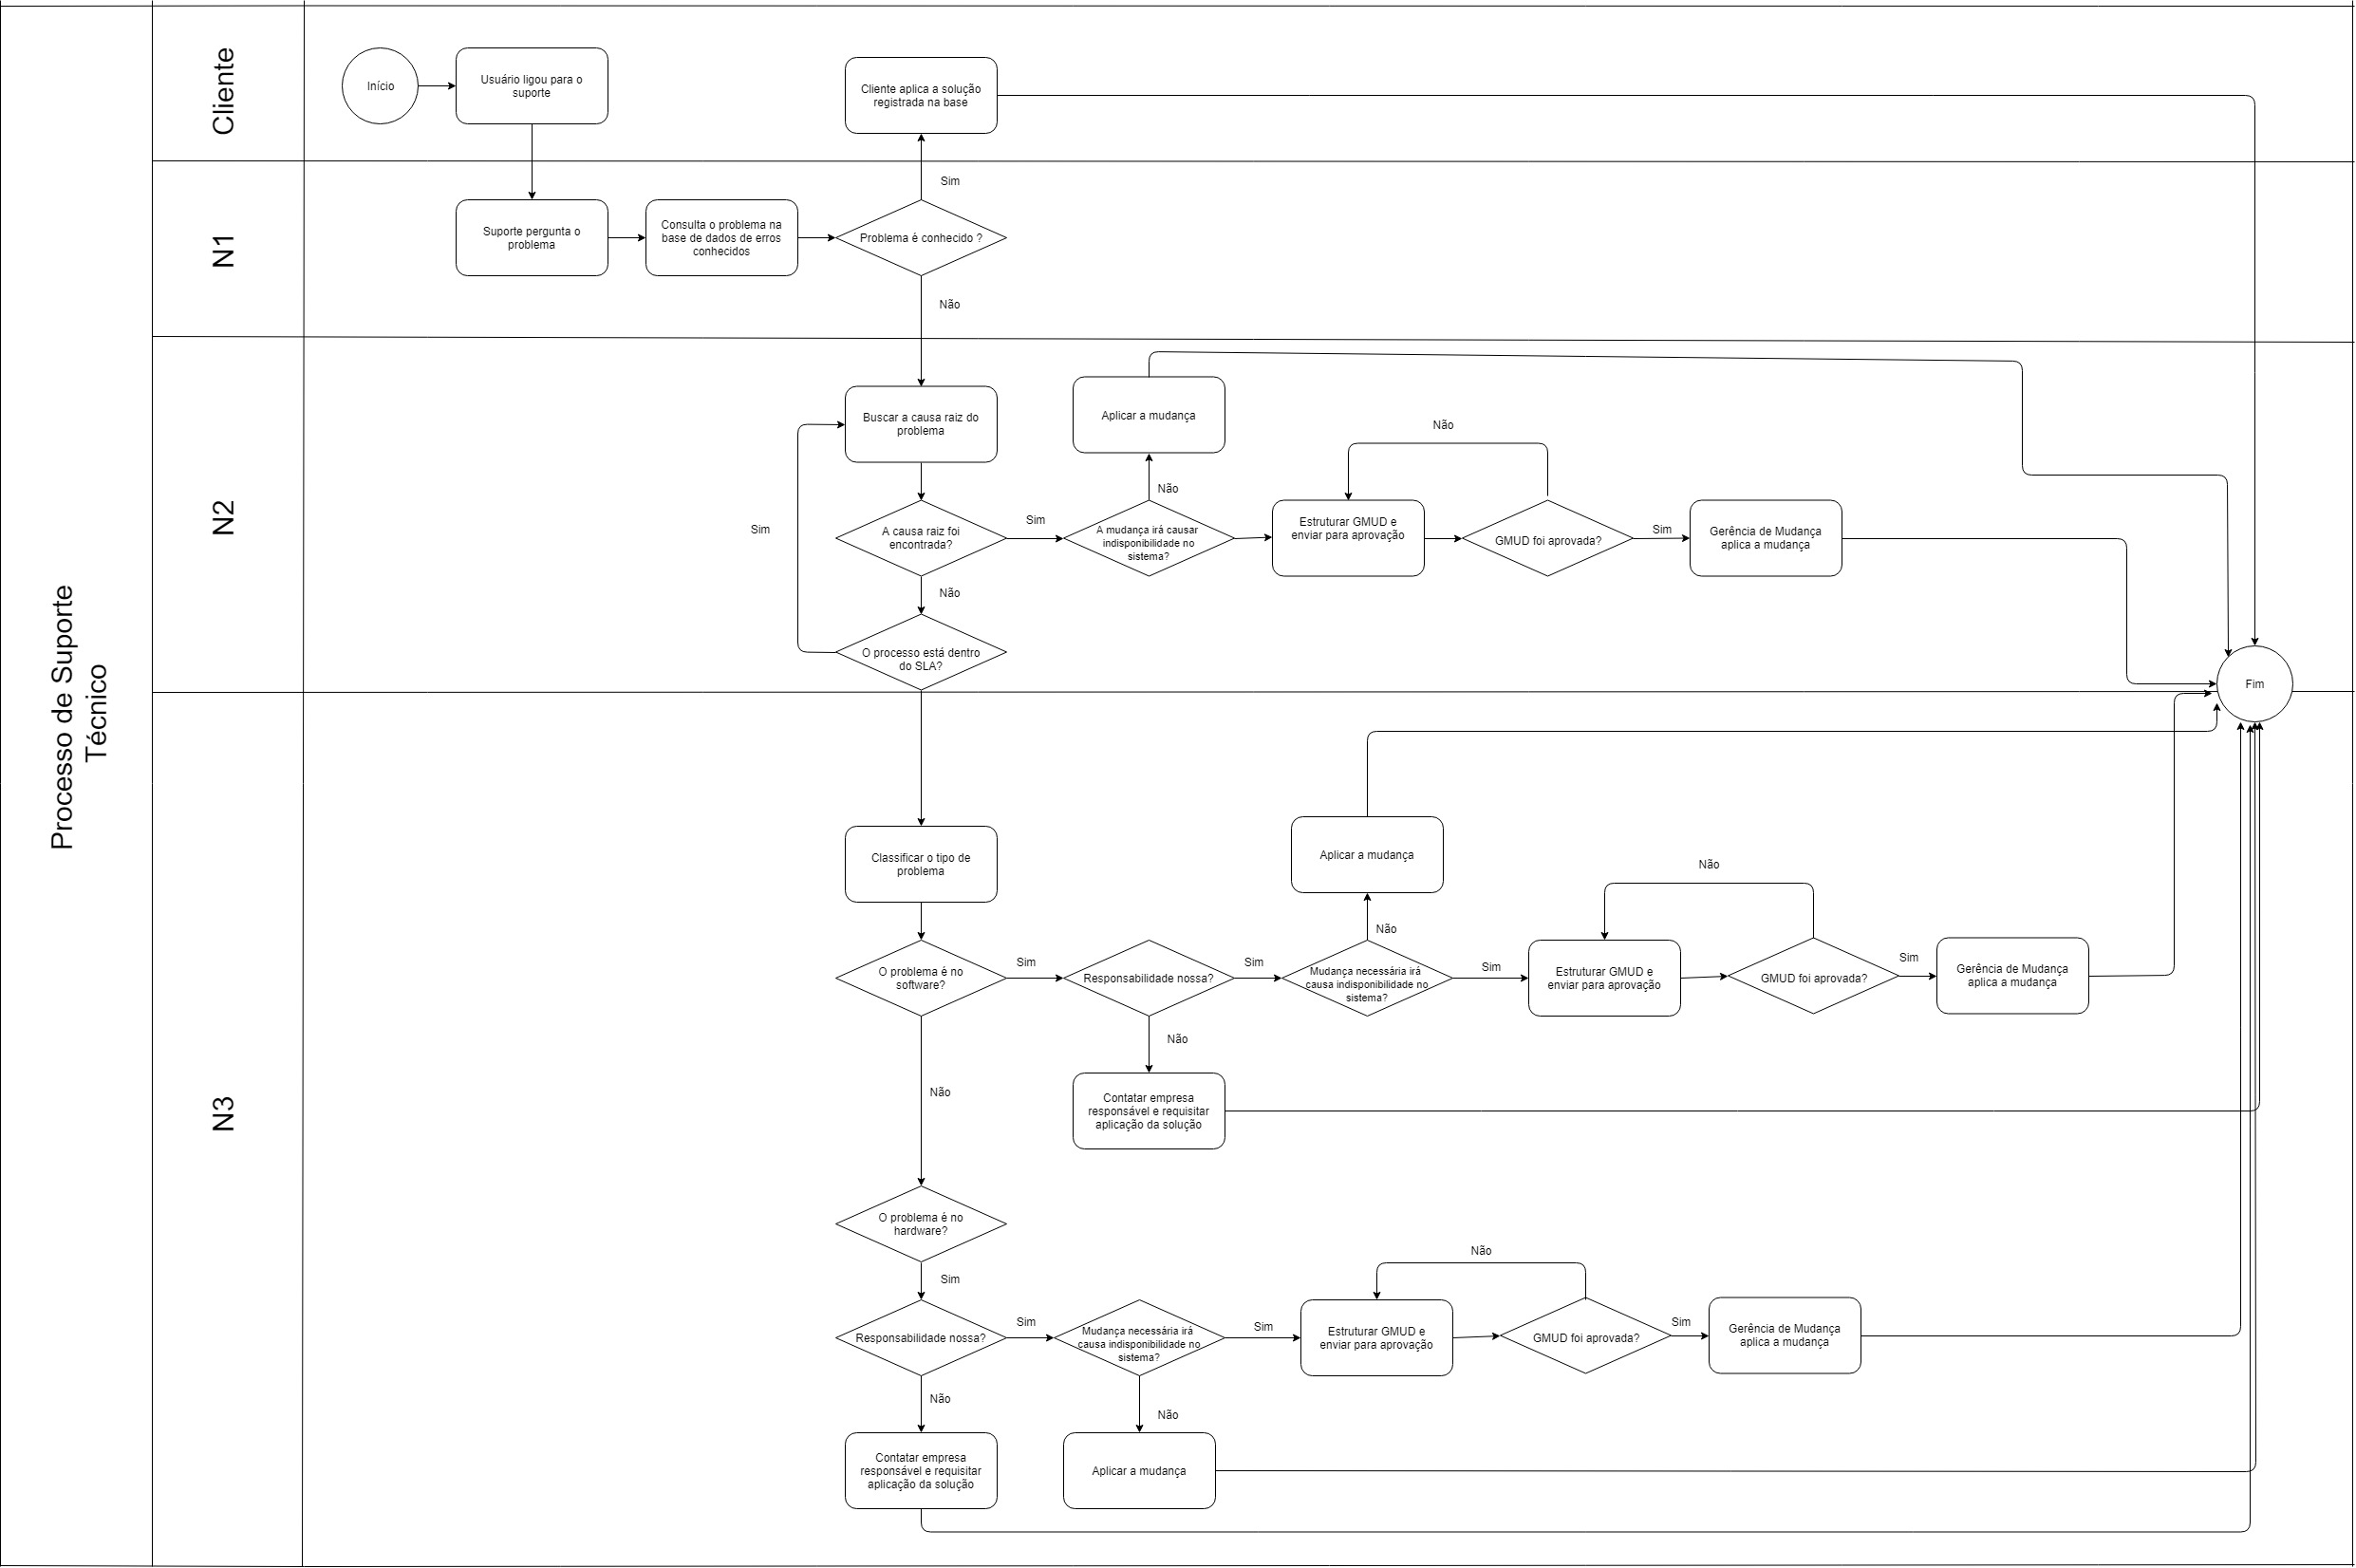 Processo de Suporte
Técnico
Cliente
Início
Usuário ligou para o
suporte
Cliente aplica a solução
registrada na base
N1
Sim
Suporte pergunta o
problema
Consulta o problema na
base de dados de erros
conhecidos
Problema é conhecido ?
Não
N2
Buscar a causa raiz do
problema
Aplicar a mudança
Não
Não
Sim
A causa raiz foi
encontrada?
Sim
A mudança irá causar
indisponibilidade no
sistema?
Estruturar GMUD e
enviar para aprovação
GMUD foi aprovada?
Sim
Gerência de Mudança
aplica a mudança
Não
O processo está dentro
do SLA?
Fim
N3
Classificar o tipo de
problema
Aplicar a mudança
Não
Não
O problema é no
software?
Sim
Responsabilidade nossa?
Sim
Mudança necessária irá
causa indisponibilidade no
sistema?
Sim
Estruturar GMUD e
enviar para aprovação
GMUD foi aprovada?
Sim
Gerência de Mudança
aplica a mudança
Não
Não
Contatar empresa
responsável e requisitar
aplicação da solução
O problema é no
hardware?
Sim
Não
Responsabilidade nossa?
Sim
Mudança necessária irá
causa indisponibilidade no
sistema?
Sim
Estruturar GMUD e
enviar para aprovação
GMUD foi aprovada?
Sim
Gerência de Mudança
aplica a mudança
Não
Não
Contatar empresa
responsável e requisitar
aplicação da solução
Aplicar a mudança